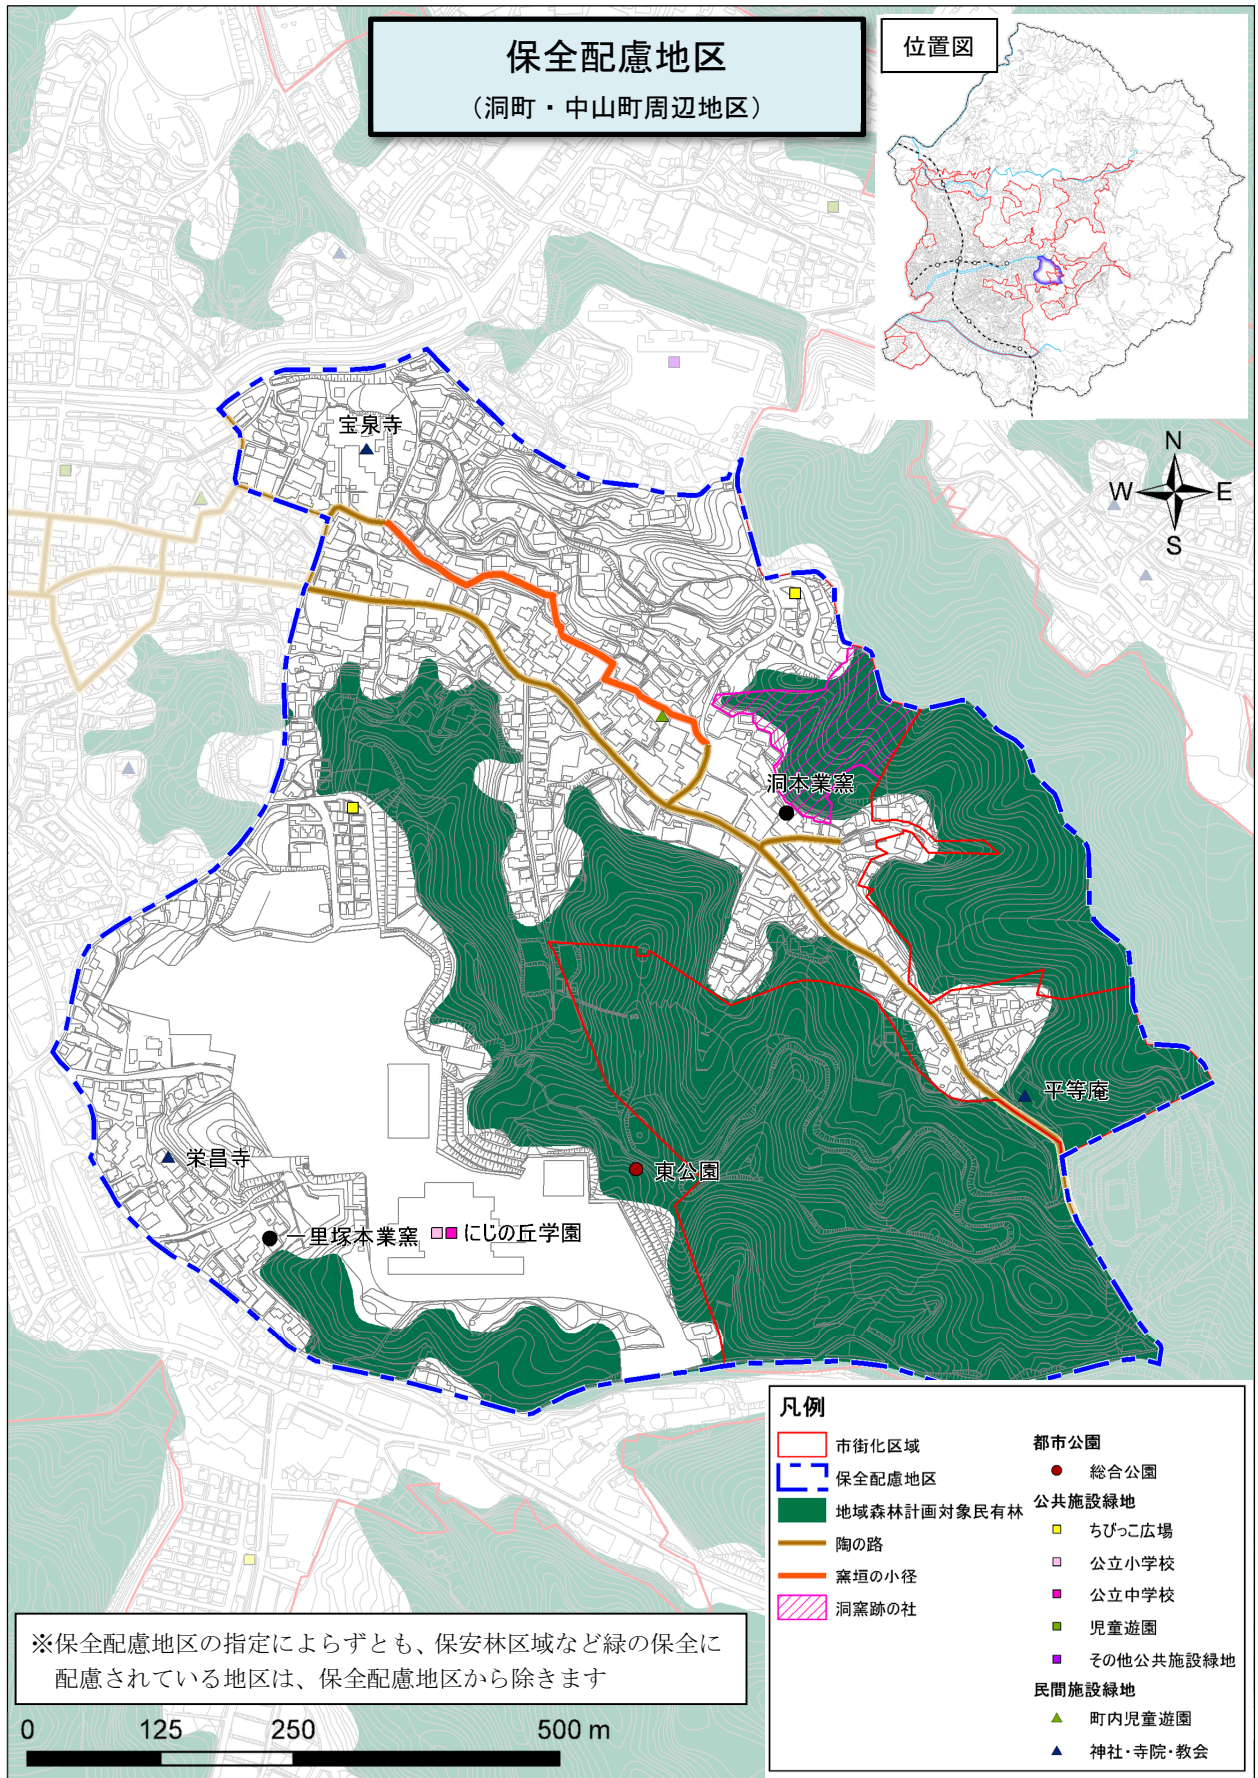 保全配慮地区
（洞町・中山町周辺地区）
位置図
N
W
E
S
宝泉寺
洞本業窯
平等庵
東公園
栄昌寺
一里塚本業窯
にじの丘学園
凡例
市街化区域
保全配慮地区
地域森林計画対象民有林
陶の路
窯垣の小径
洞窯跡の社
都市公園
総合公園
公共施設緑地
ちびっこ広場
公立小学校
公立中学校
児童遊園
その他公共施設緑地
民間施設緑地
町内児童遊園
神社・寺院・教会
※保全配慮地区の指定によらずとも、保安林区域など緑の保全に
配慮されている地区は、保全配慮地区から除きます
0 125 250 500 m